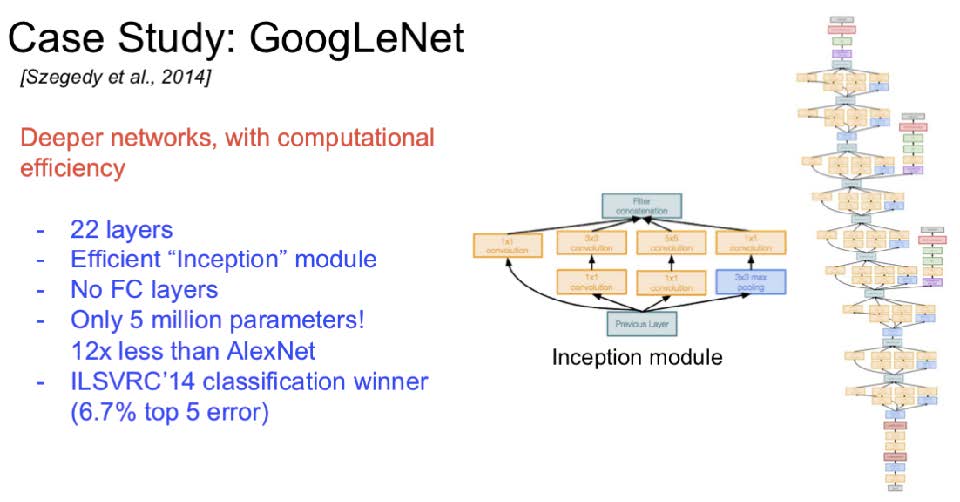 Case Study: GoogLeNet
[Szegedy et al., 2014]
Deeper networks, with computational
efficiency
- 22 layers
- Efficient “Inception” module
- No FC layers
- Only 5 million parameters!
12x less than AlexNet
- ILSVRC’14 classification winner
(6.7% top 5 error)
Filter
concatenation
1x1
convolution
3x3
convolution
5x5
convolution
1x1
convolution
1x1
convolution
1x1
convolution
3x3 max
pooling
Previous Layer
Inception module